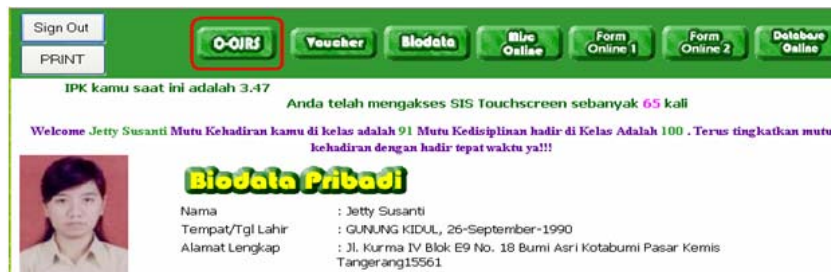 Sign Out
PRINT
O-OJRS
Voucher
Biodata
Misc
Online
Form
Online 1
Form
Online 2
Database
Online
IPK kamu saat ini adalah 3.47
Anda telah mengakses SIS Touchscreen sebanyak 65 kali
Welcome Jetty Susanti Mutu Kehadiran kamu di kelas adalah 91 Mutu Kedisiplinan hadir di Kelas Adalah 100 . Terus tingkatkan mutu
kehadiran dengan hadir tepat waktu ya!!!
Biodata Pribadi
Nama : Jetty Susanti
Tempat/Tgl Lahir : GUNUNG KIDUL, 26-September-1990
Alamat Lengkap : Jl. Kurma IV Blok E9 No. 18 Bumi Asri Kotabumi Pasar Kemis
Tangerang15561